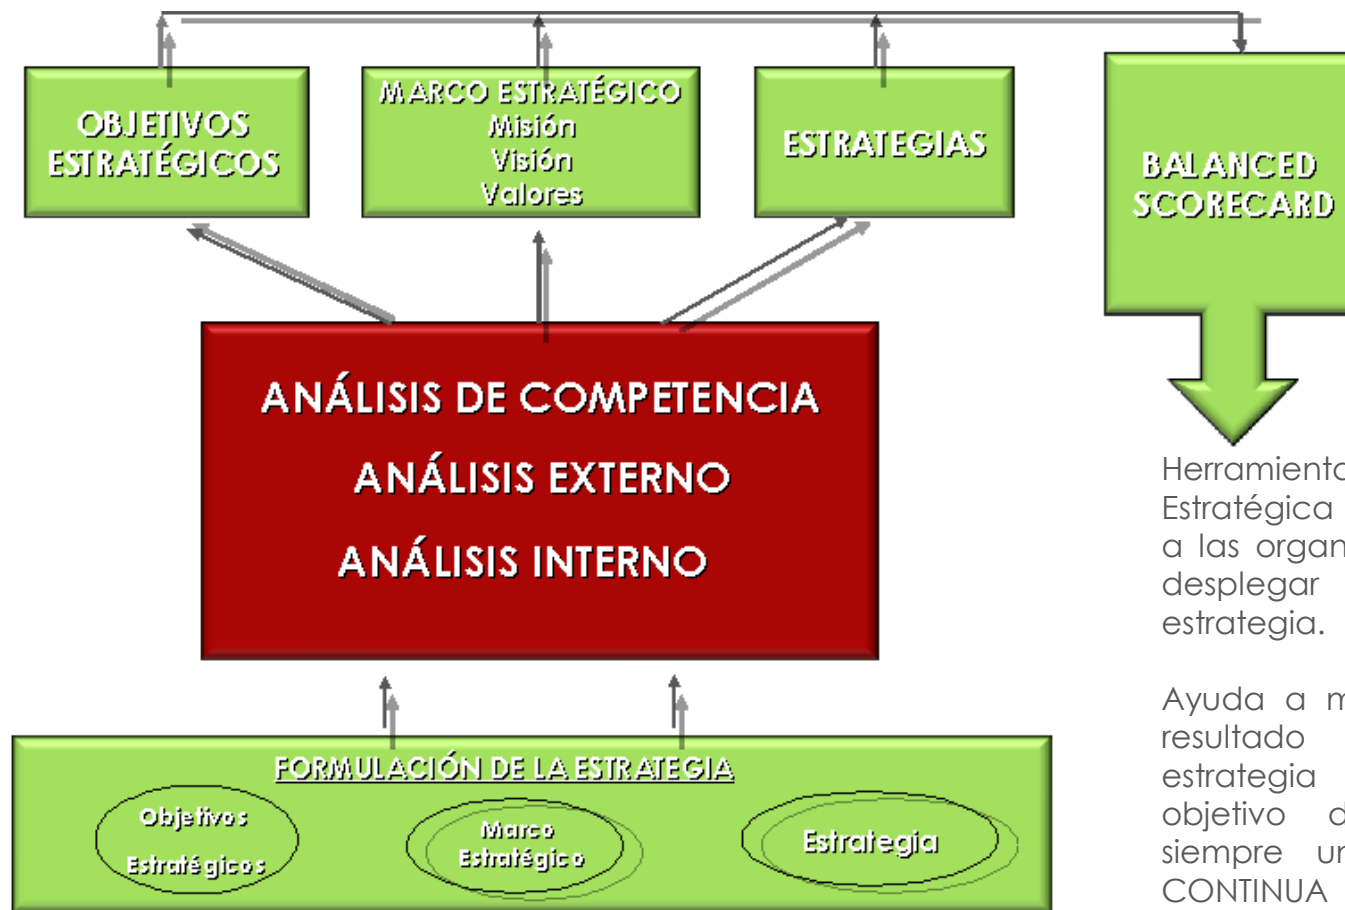 OBJETIVOS
ESTRATÉGICOS
MARCO ESTRATÉGICO
Misión
Visión
Valores
ESTRATEGIAS
BALANCED
SCORECARD
ANÁLISIS DE COMPETENCIA
ANÁLISIS EXTERNO
ANÁLISIS INTERNO
Estratégica
a las
desplegar
estrategia.
Ayuda a
resultado
estrategia
objetivo
siempre
CONTINUA
FORMULACIÓN DE LA ESTRATEGIA
Objetivos
Estratégicos
Marco
Estratégico
Estrategia